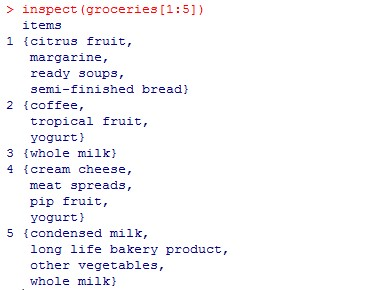 > inspect(groceries[1:5])
items
1 {citrus fruit,
margarine,
ready soups,
semi-finished bread}
2 {coffee,
tropical fruit,
yogurt}
3 {whole milk}
4 {cream cheese,
meat spreads,
pip fruit,
yogurt}
5 {condensed milk,
long life bakery product,
other vegetables,
whole milk}